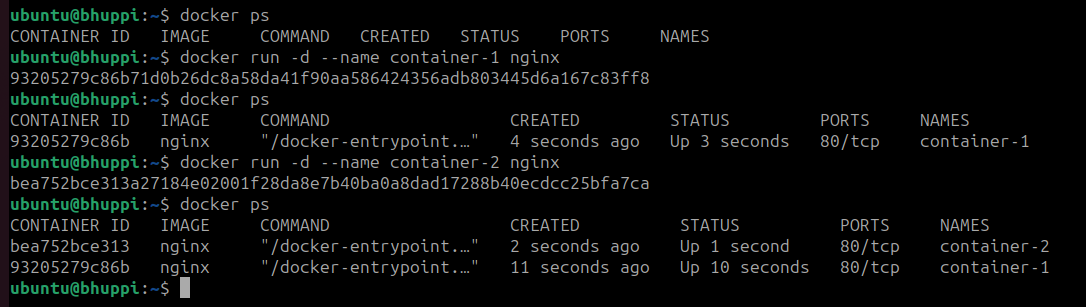 ubuntu@bhuppi:~$ docker ps
CONTAINER ID   IMAGE     COMMAND   CREATED   STATUS    PORTS     NAMES
ubuntu@bhuppi:~$ docker run -d --name container-1 nginx
93205279c86b71d0b26dc8a58da41f90aa586424356adb803445d6a167c83ff8
ubuntu@bhuppi:~$ docker ps
CONTAINER ID   IMAGE     COMMAND                  CREATED         STATUS         PORTS     NAMES
93205279c86b   nginx     "/docker-entrypoint.…"   4 seconds ago   Up 3 seconds   80/tcp    container-1
ubuntu@bhuppi:~$ docker run -d --name container-2 nginx
bea752bce313a27184e02001f28da8e7b40ba0a8dad17288b40ecdcc25bfa7ca
ubuntu@bhuppi:~$ docker ps
CONTAINER ID   IMAGE     COMMAND                  CREATED          STATUS          PORTS     NAMES
bea752bce313   nginx     "/docker-entrypoint.…"   2 seconds ago    Up 1 second     80/tcp    container-2
93205279c86b   nginx     "/docker-entrypoint.…"   11 seconds ago   Up 10 seconds   80/tcp    container-1
ubuntu@bhuppi:~$